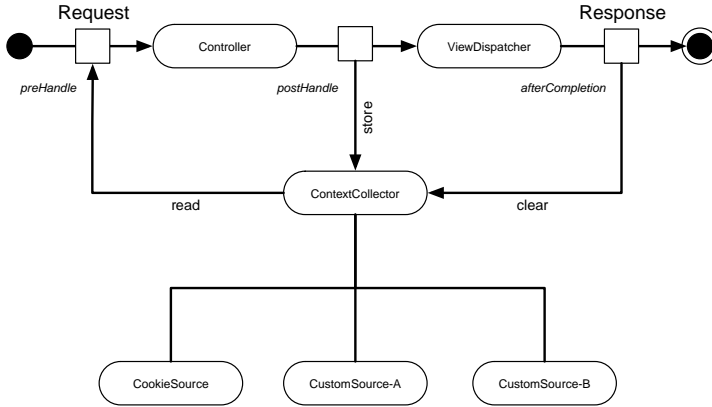 Request
Response
Controller
ViewDispatcher
preHandle
postHandle
afterCompletion
store
ContextCollector
read
clear
CookieSource
CustomSource-A
CustomSource-B